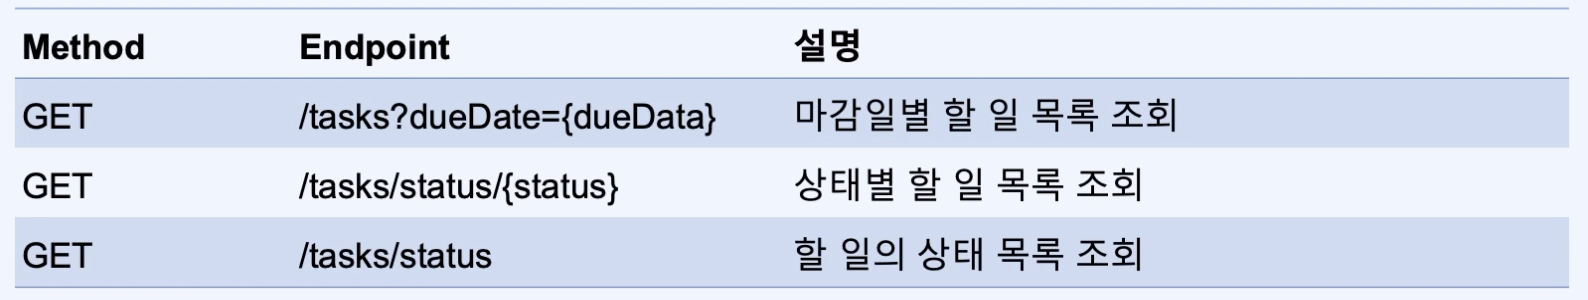 Method Endpoint 설명
GET /tasks?dueDate={dueData} 마감일별 할 일 목록 조회
GET /tasks/status/{status} 상태별 할 일 목록 조회
GET /tasks/status 할 일의 상태 목록 조회